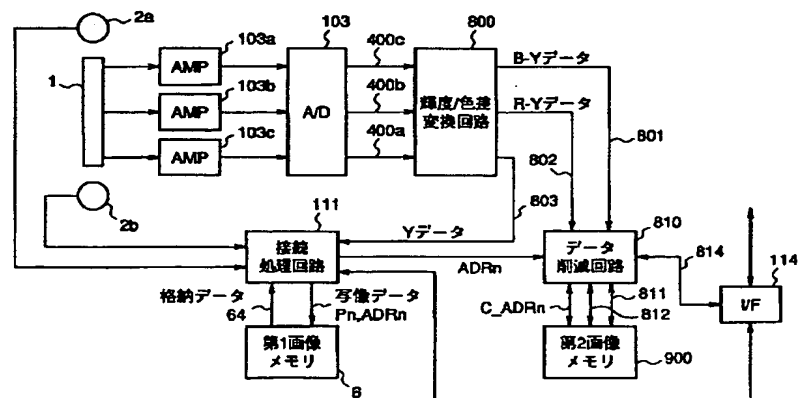 2a
103a
103
800
400c
B-Yデータ
1
AMP
103b
400b
R-Yデータ
AMP
A/D
輝度/色差
変換回路
103c
400a
AMP
801
802
803
2b
111
Yデータ
810
接続
処理回路
データ
削減回路
814
114
ADRn
I/F
格納データ
64
写像データ
Pn,ADRn
C_ADRn
811
812
第1画像
メモリ
第2画像
メモリ
900
6